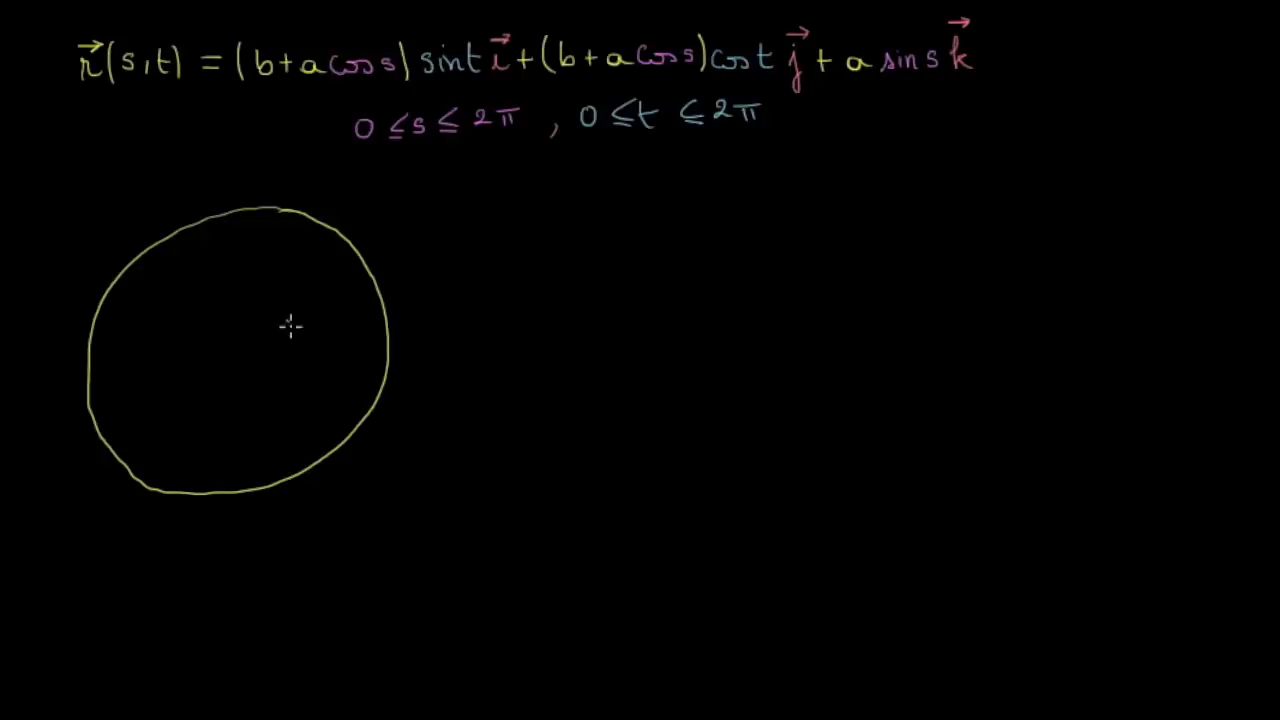 r⃗(s,t) = (b+a cos s) sin t i⃗ + (b+a cos s) cos t j⃗ + a sin s k⃗
0 ≤ s ≤ 2π , 0 ≤ t ≤ 2π